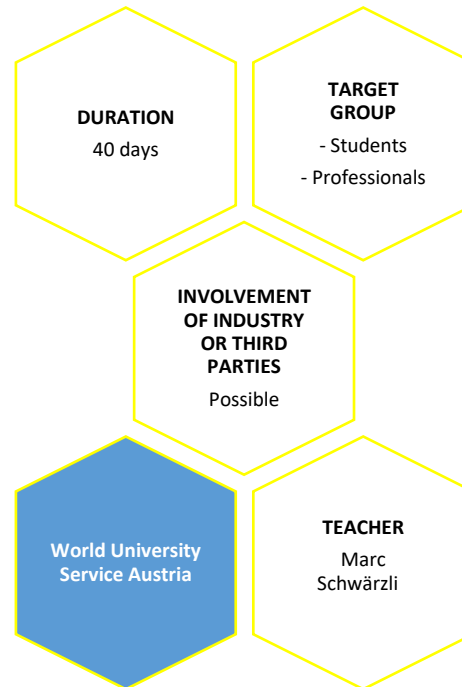 DURATION
40 days
TARGET
GROUP
- Students
- Professionals
INVOLVEMENT
OF INDUSTRY
OR THIRD
PARTIES
Possible
World University
Service Austria
TEACHER
Marc
Schwärzli